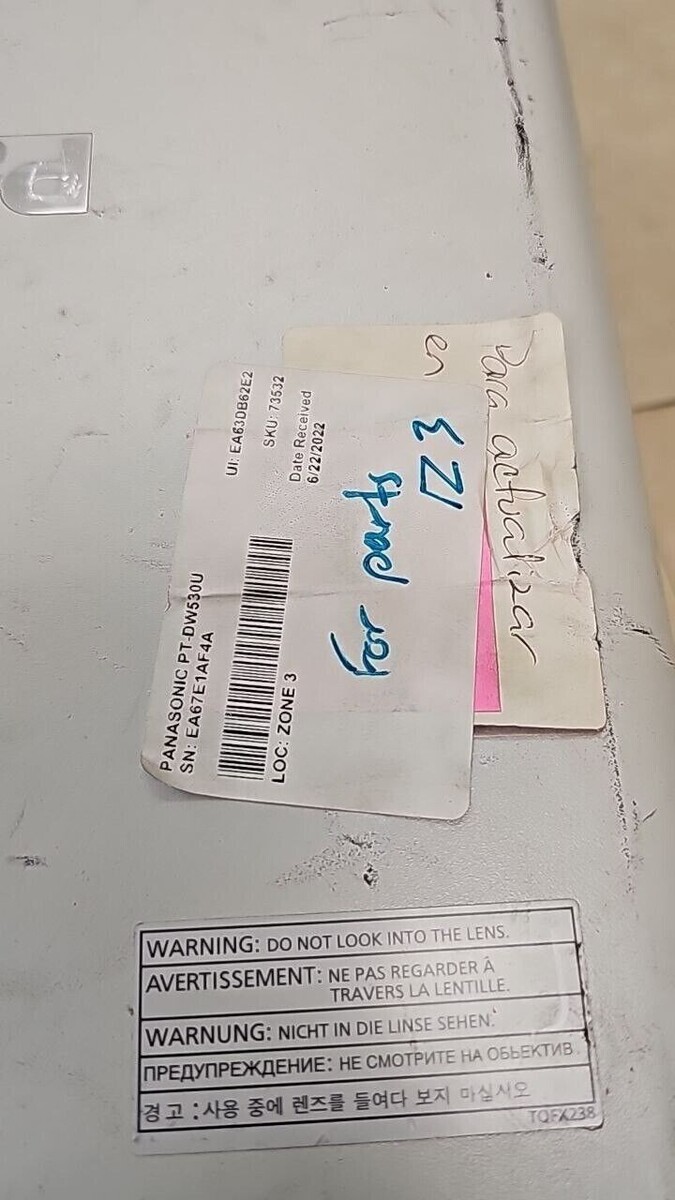 PANASONIC PT-DW530U
SN: EA67E1AF4A
UI: EA63DB62E2
SKU: 73532
Date Received
6/22/2022
LOC: ZONE 3
For parts
Z3
Para actualizar
en
WARNING: DO NOT LOOK INTO THE LENS.
AVERTISSEMENT: NE PAS REGARDER À
TRAVERS LA LENTILLE.
WARNUNG: NICHT IN DIE LINSE SEHEN.
ПРЕДУПРЕЖДЕНИЕ: НЕ СМОТРИТЕ НА ОБЬЕКТИВ.
경고 : 사용 중에 렌즈를 들여다 보지 마십시오
TQFX238